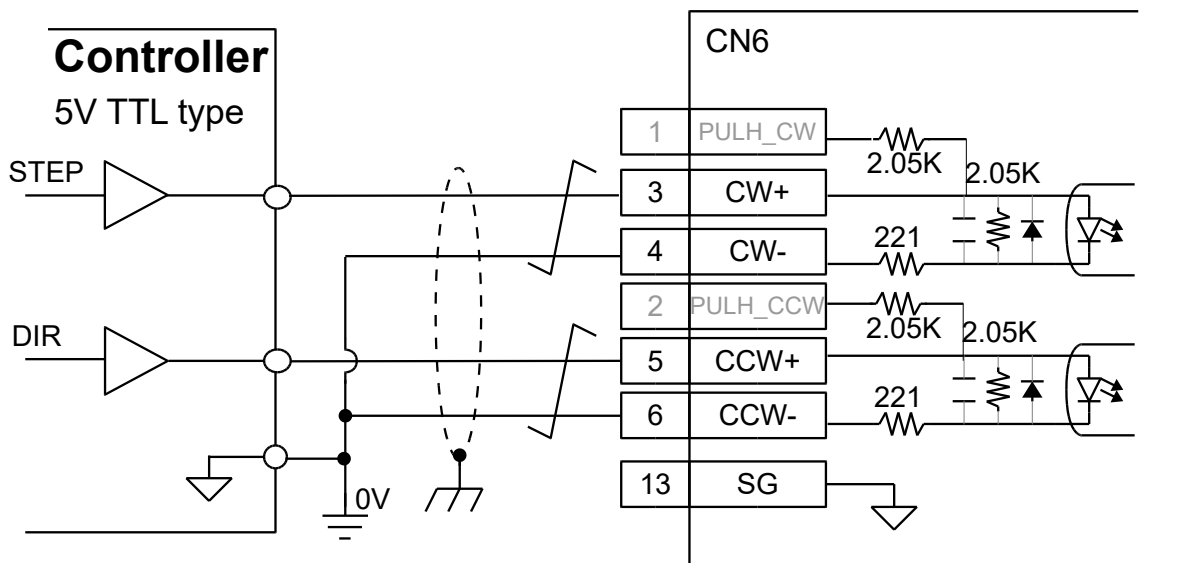 Controller
5V TTL type
STEP
DIR
0V
CN6
1 PULH_CW
2.05K
2.05K
3 CW+
4 CW-
221
2 PULH_CCW
2.05K
2.05K
5 CCW+
6 CCW-
221
13 SG